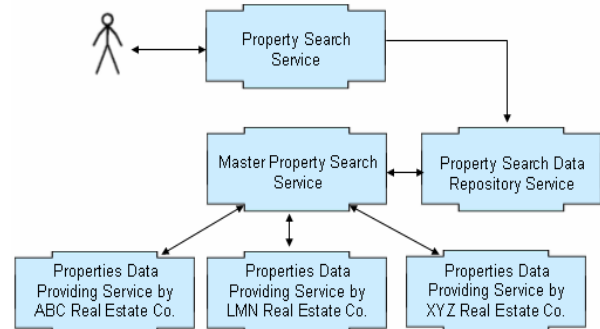 Property Search
Service
Master Property Search
Service
Property Search Data
Repository Service
Properties Data
Providing Service by
ABC Real Estate Co.
Properties Data
Providing Service by
LMN Real Estate Co.
Properties Data
Providing Service by
XYZ Real Estate Co.